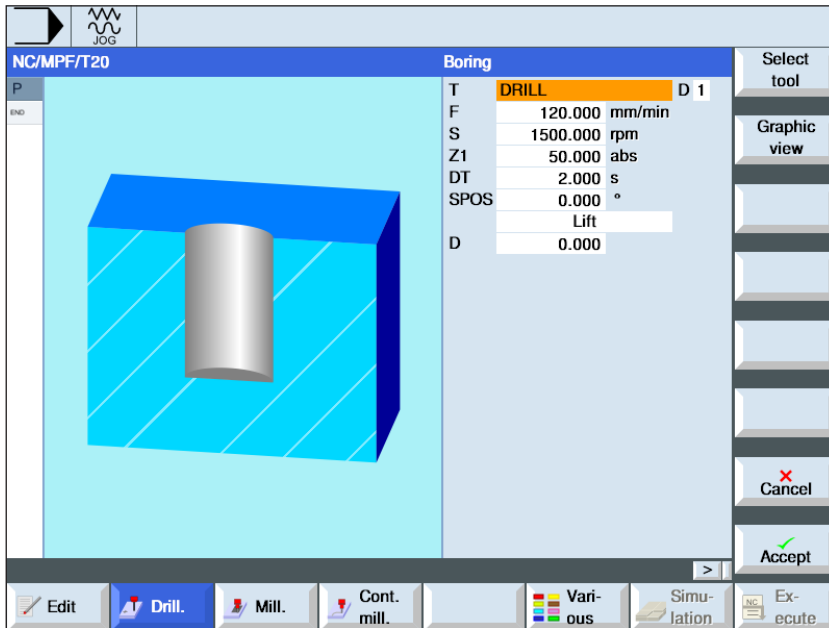 JOG
NC/MPF/T20
Boring
P
END
T DRILL D 1
F 120.000 mm/min
S 1500.000 rpm
Z1 50.000 abs
DT 2.000 s
SPOS 0.000 °
Lift
D 0.000
Select
tool
Graphic
view
Cancel
Accept
>
Edit
Drill.
Mill.
Cont.
mill.
Vari-
ous
Simu-
lation
NC
Ex-
ecute